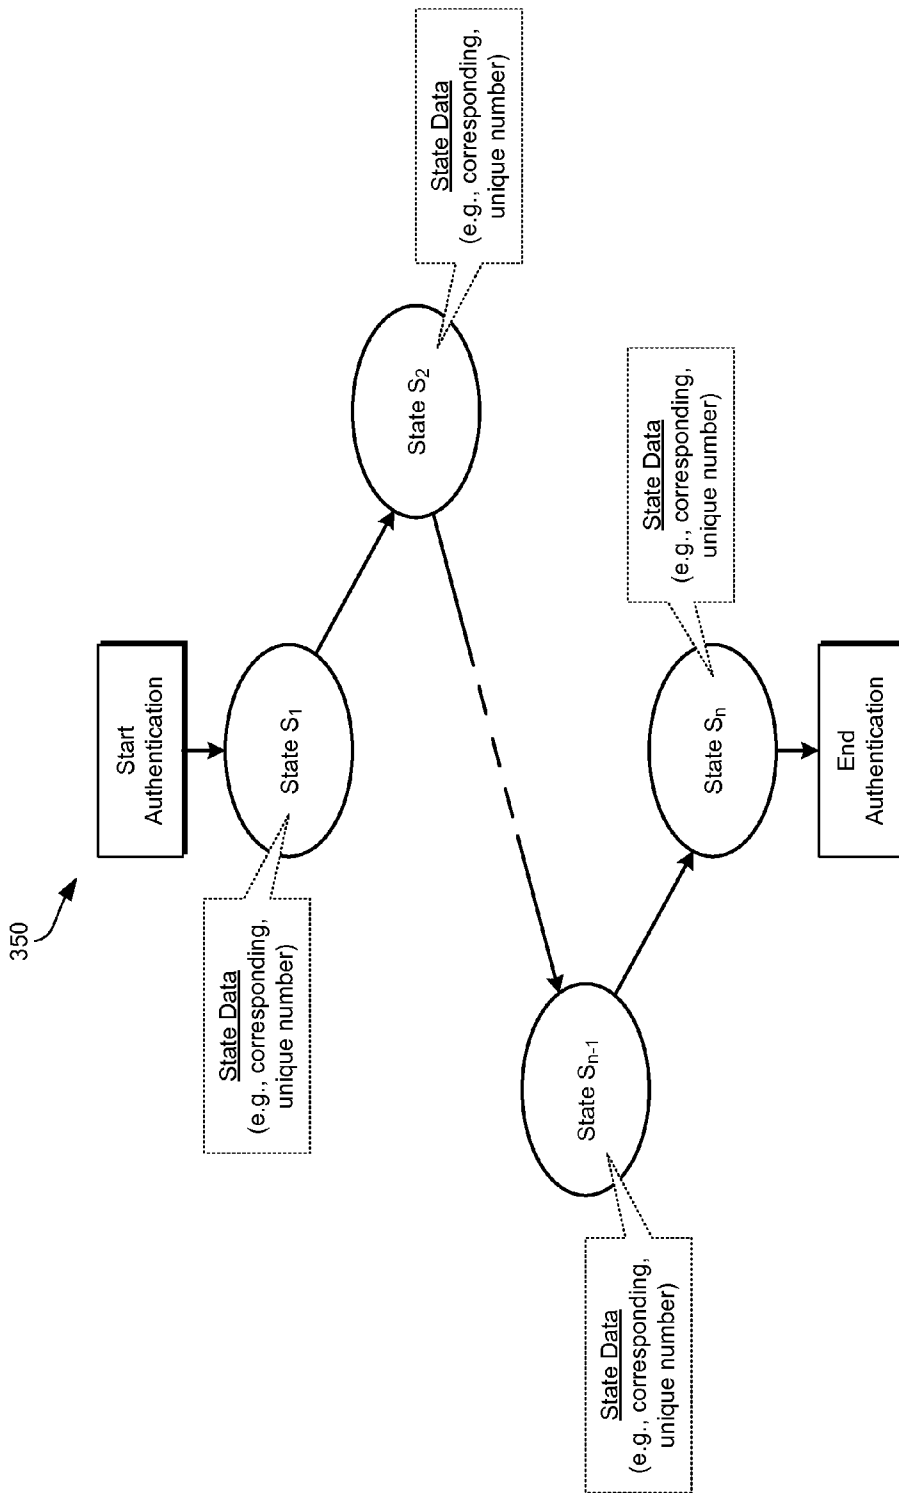 350
Start
Authentication
State Data
(e.g., corresponding,
unique number)
State S₁
State S₂
State Data
(e.g., corresponding,
unique number)
State Data
(e.g., corresponding,
unique number)
State Sₙ₋₁
State Data
(e.g., corresponding,
unique number)
State Sₙ
End
Authentication